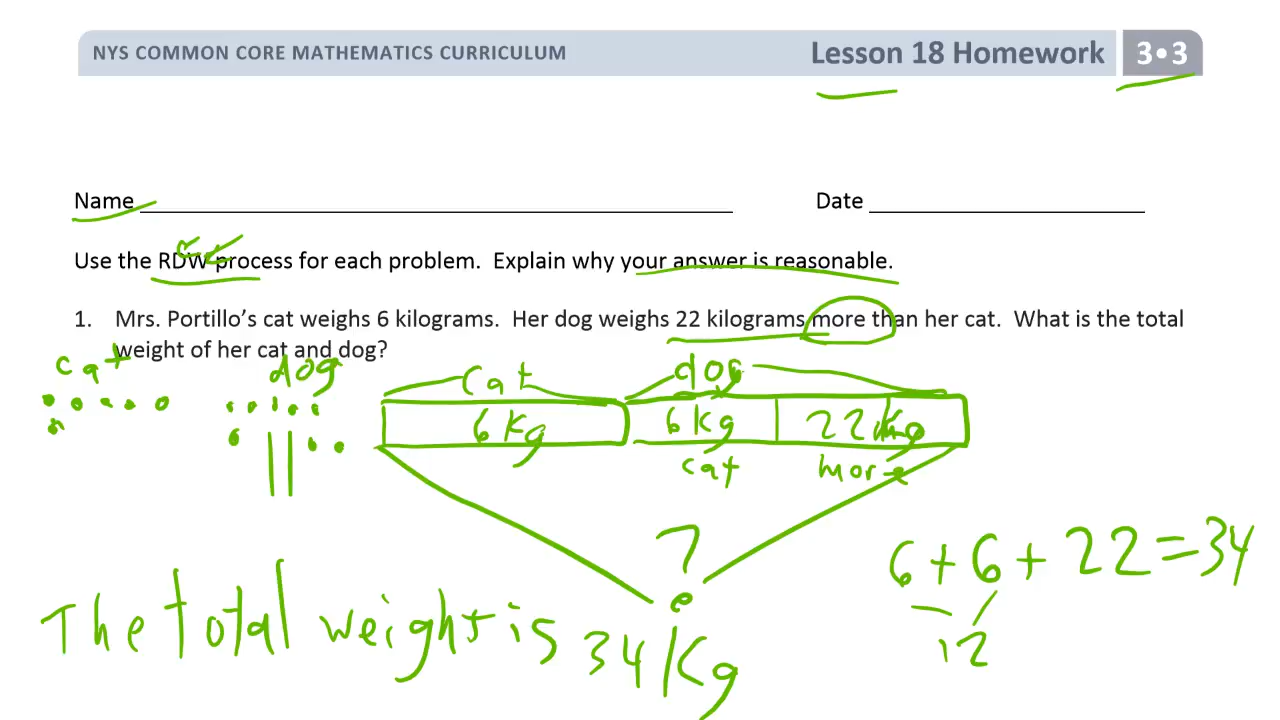 NYS COMMON CORE MATHEMATICS CURRICULUM Lesson 18 Homework 3•3
Name Date
Use the RDW process for each problem. Explain why your answer is reasonable.
1. Mrs. Portillo's cat weighs 6 kilograms. Her dog weighs 22 kilograms more than her cat. What is the total
weight of her cat and dog?
cat dog cat dog
6 Kg 6 Kg 22 Kg
cat more
?
6 + 6 + 22 = 34
12
The total weight is 34 Kg